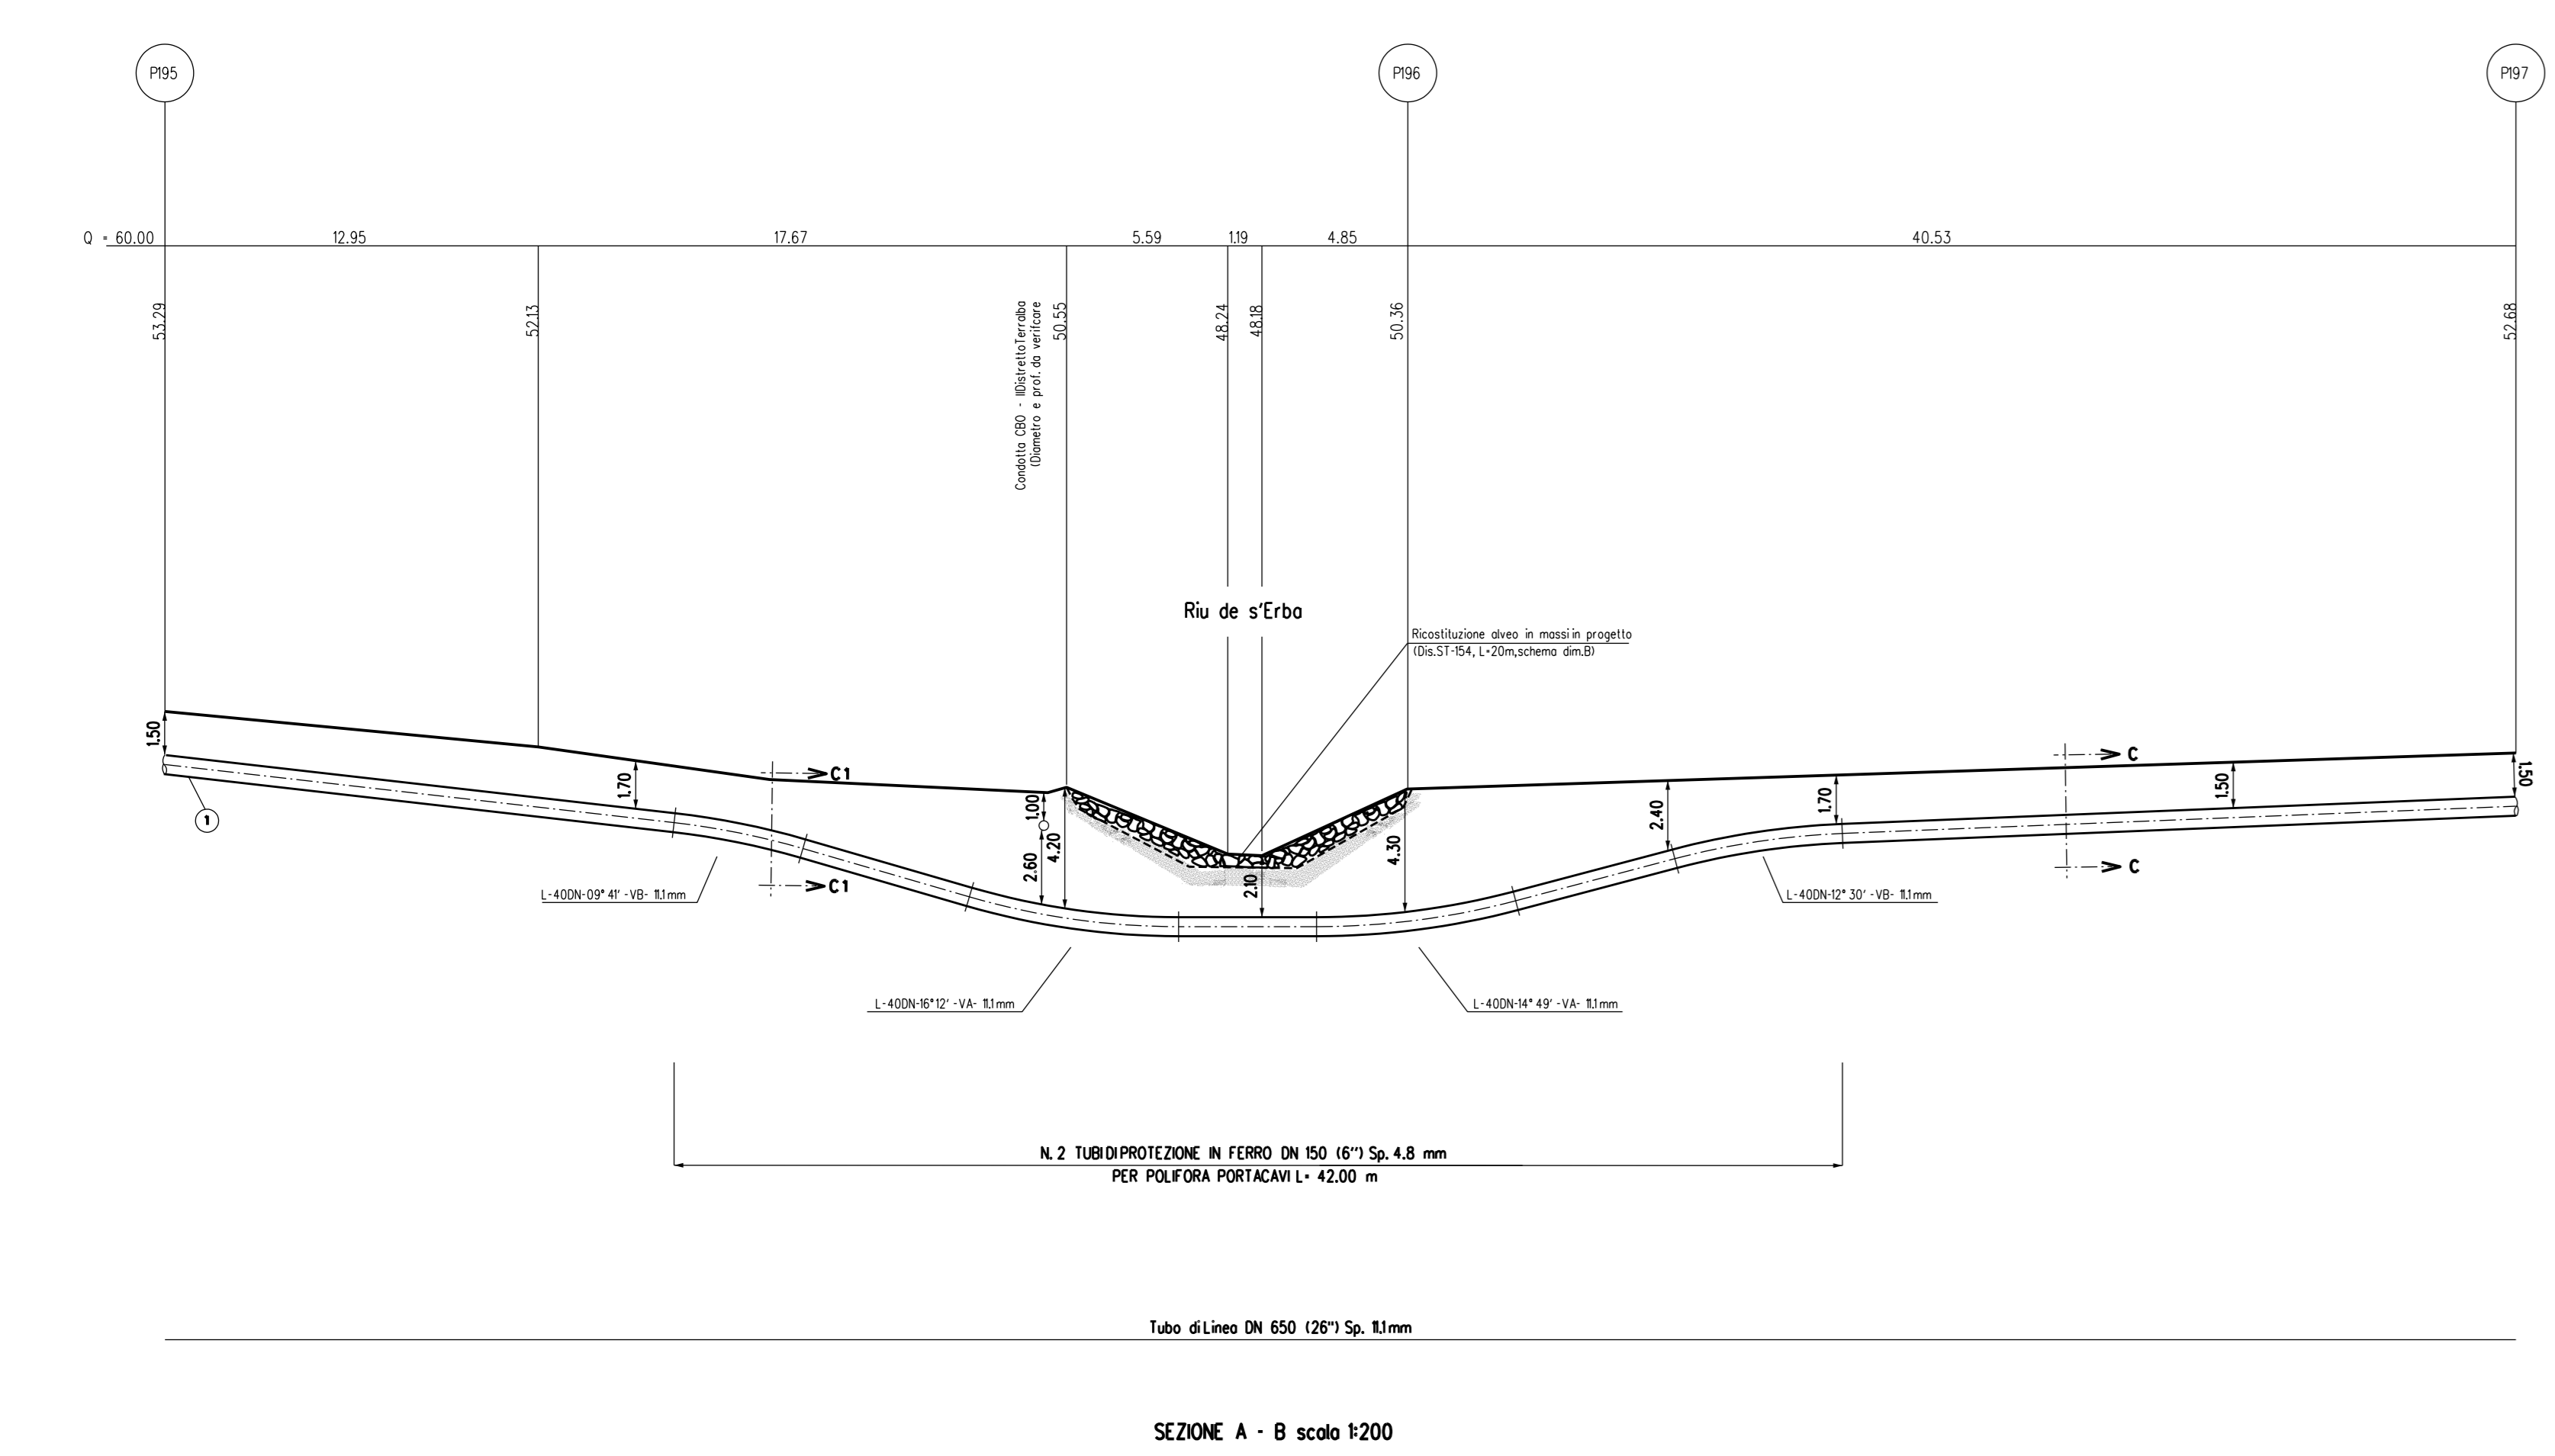 P195
P196
P197
Q = 60.00
12.95
17.67
5.59
1.19
4.85
40.53
53.29
52.13
Condotta CBO - IIIDistrettoTerralba
(Diametro e prof. da verifcare
50.55
48.24
48.18
50.36
52.68
Riu de s'Erba
Ricostituzione alveo in massi in progetto
(Dis.ST-154, L=20m,schema dim.B)
1.50
1.70
C1
1.00
2.60
4.20
2.10
4.30
2.40
1.70
C
1.50
1.50
1
C1
C
L-40DN-09° 41' -VB- 11.1 mm
L-40DN-12° 30' -VB- 11.1 mm
L-40DN-16° 12' -VA- 11.1 mm
L-40DN-14° 49' -VA- 11.1 mm
N. 2 TUBI DI PROTEZIONE IN FERRO DN 150 (6'') Sp. 4.8 mm
PER POLIFORA PORTACAVI L= 42.00 m
Tubo di Linea DN 650 (26") Sp. 11.1 mm
SEZIONE A - B scala 1:200